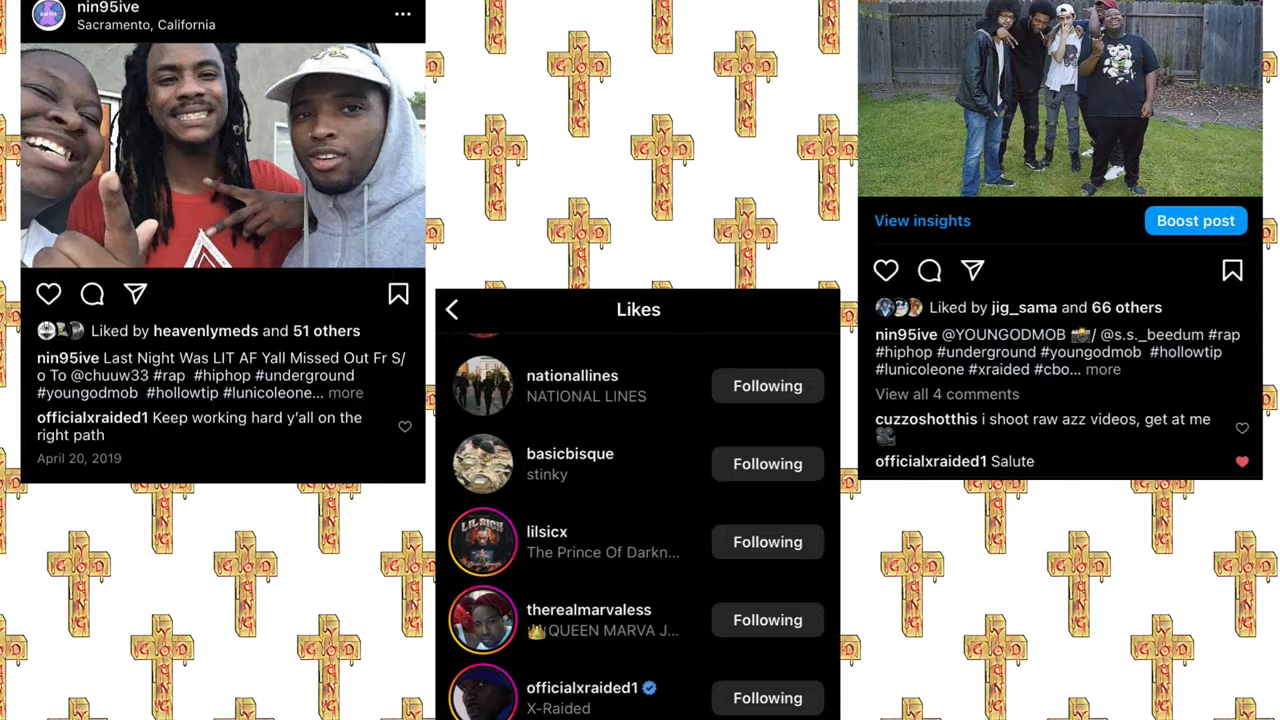 nin95ive
Sacramento, California
Liked by heavenlymeds and 51 others
nin95ive Last Night Was LIT AF Yall Missed Out Fr S/
o To @chuuw33 #rap #hiphop #underground
#youngodmob #hollowtip #lunicoleone... more
officialxraided1 Keep working hard y'all on the
right path
April 20, 2019
Likes
nationallines
NATIONAL LINES
Following
basicbisque
stinky
Following
lilsicx
The Prince Of Darkn...
Following
therealmarvaless
👑QUEEN MARVA J...
Following
officialxraided1
X-Raided
Following
View insights
Boost post
Liked by jig_sama and 66 others
nin95ive @YOUNGODMOB 📸/ @s.s._beedum #rap
#hiphop #underground #youngodmob #hollowtip
#lunicoleone #xraided #cbo... more
View all 4 comments
cuzzoshotthis i shoot raw azz videos, get at me
🎥
officialxraided1 Salute